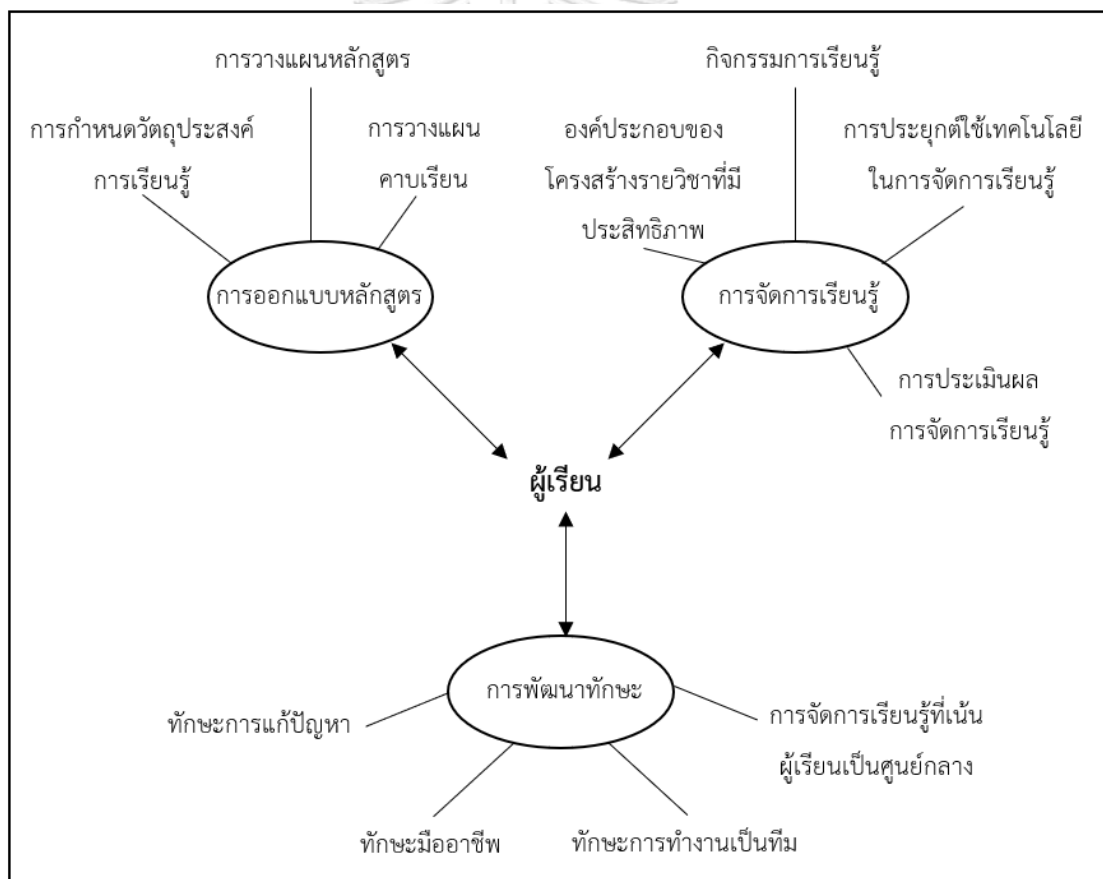 การวางแผนหลักสูตร
การกำหนดวัตถุประสงค์
การเรียนรู้
การวางแผน
คาบเรียน
การออกแบบหลักสูตร
กิจกรรมการเรียนรู้
องค์ประกอบของ
โครงสร้างรายวิชาที่มี
ประสิทธิภาพ
การประยุกต์ใช้เทคโนโลยี
ในการจัดการเรียนรู้
การจัดการเรียนรู้
การประเมินผล
การจัดการเรียนรู้
ผู้เรียน
การพัฒนาทักษะ
ทักษะการแก้ปัญหา
การจัดการเรียนรู้ที่เน้น
ผู้เรียนเป็นศูนย์กลาง
ทักษะมืออาชีพ
ทักษะการทำงานเป็นทีม